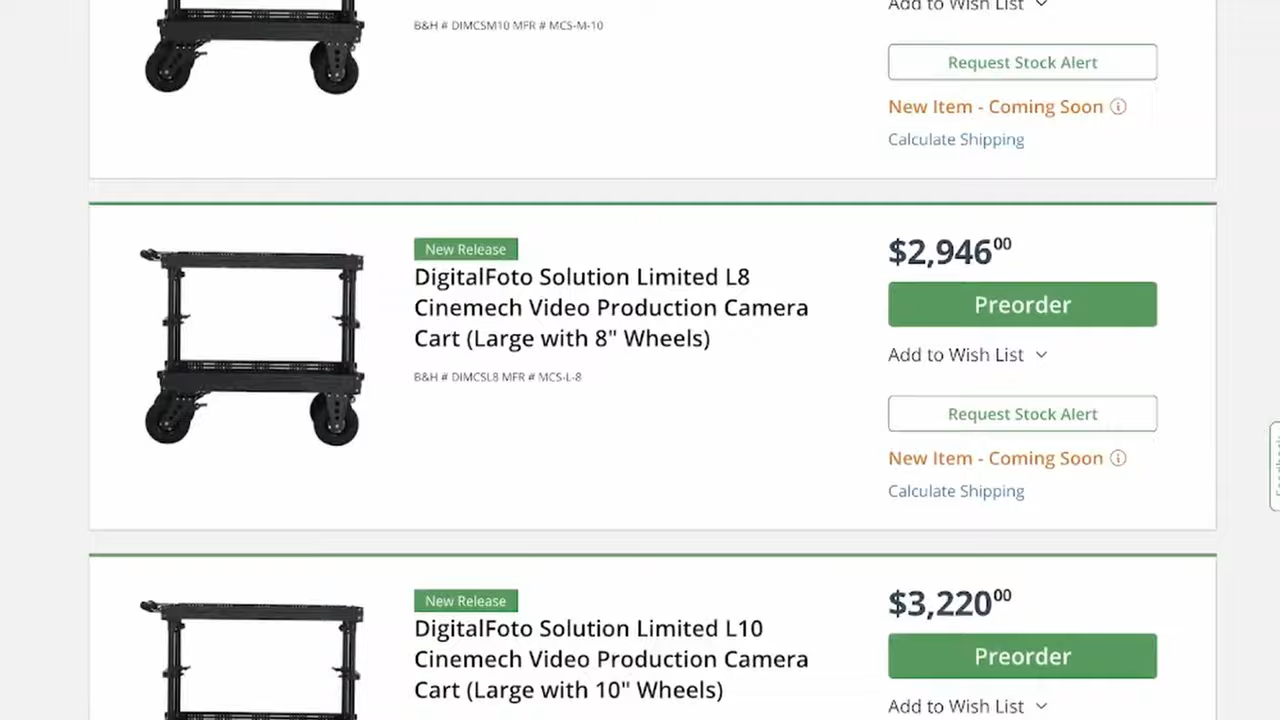 Add to Wish List
B&H # DIMCSM10 MFR # MCS-M-10
Request Stock Alert
New Item - Coming Soon
Calculate Shipping
New Release
DigitalFoto Solution Limited L8
Cinemech Video Production Camera
Cart (Large with 8" Wheels)
B&H # DIMCSL8 MFR # MCS-L-8
$2,946.00
Preorder
Add to Wish List
Request Stock Alert
New Item - Coming Soon
Calculate Shipping
New Release
DigitalFoto Solution Limited L10
Cinemech Video Production Camera
Cart (Large with 10" Wheels)
$3,220.00
Preorder
Add to Wish List